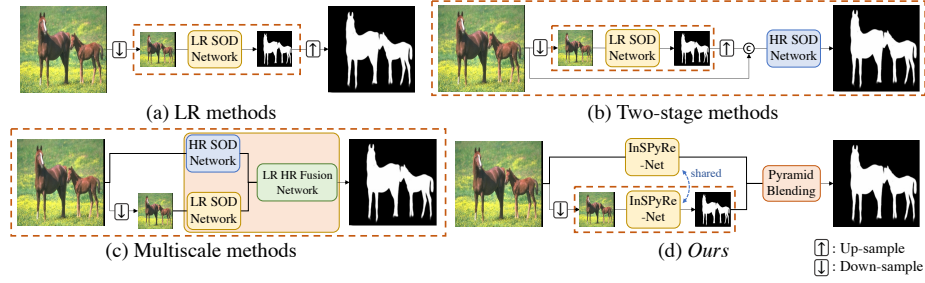 LR SOD
Network
(a) LR methods
LR SOD
Network
C
HR SOD
Network
(b) Two-stage methods
HR SOD
Network
LR SOD
Network
LR HR Fusion
Network
(c) Multiscale methods
InSPyRe
-Net
shared
InSPyRe
-Net
Pyramid
Blending
(d) Ours
↑ : Up-sample
↓ : Down-sample